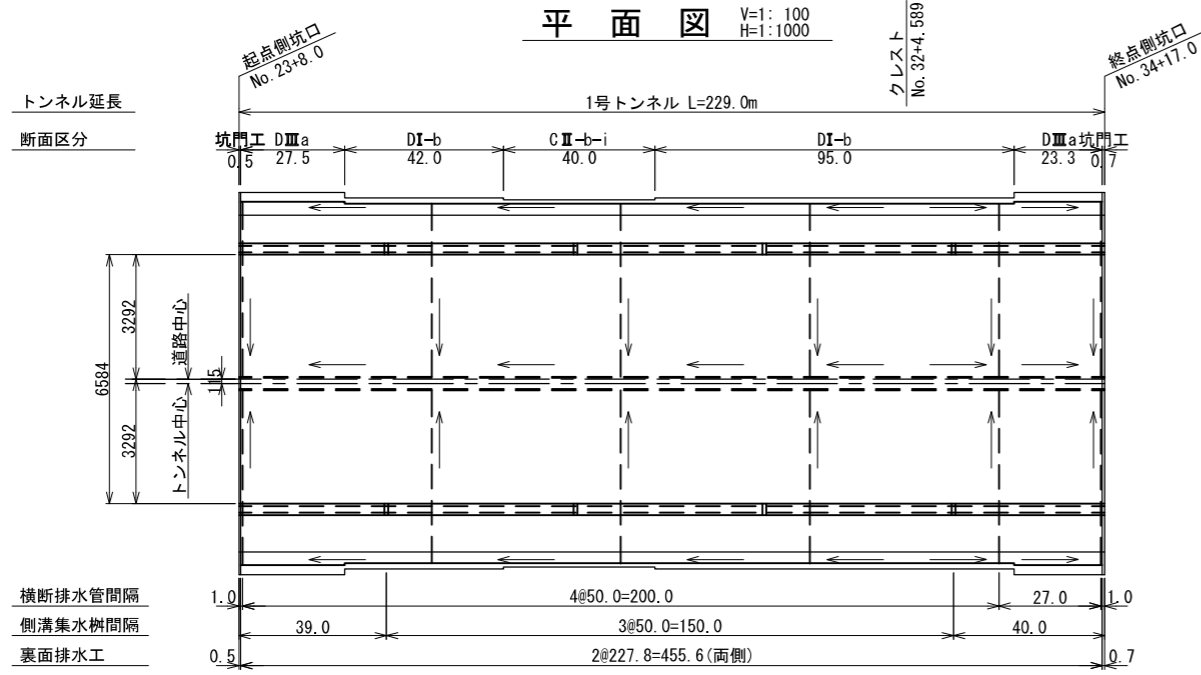 平面図 V=1: 100
H=1:1000
クレスト
No.32+4.589
起点側坑口
No.23+8.0
終点側坑口
No.34+17.0
トンネル延長 1号トンネル L=229.0m
断面区分 坑門工 DⅢa DⅠ-b CⅡ-b-i DⅠ-b DⅢa 坑門工
0.5 27.5 42.0 40.0 95.0 23.3 0.7
6584
3292
3292
道路中心
115
トンネル中心
横断排水管間隔 1.0 4@50.0=200.0 27.0 1.0
側溝集水桝間隔 39.0 3@50.0=150.0 40.0
裏面排水工 0.5 2@227.8=455.6(両側) 0.7